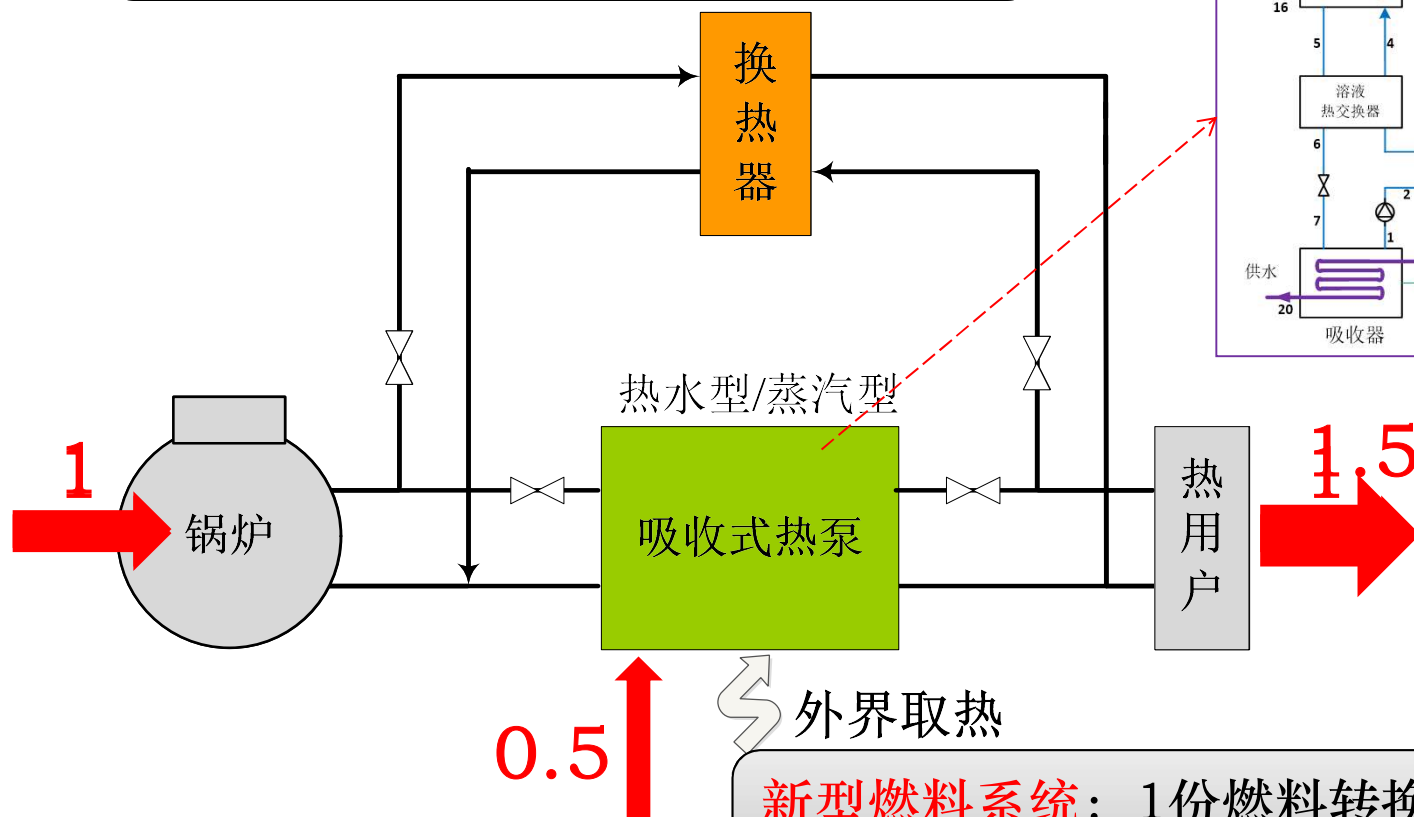 换热器
16
5
4
溶液
热交换器
6
7
2
1
供水
20
吸收器
热水型/蒸汽型
1
锅炉
吸收式热泵
热用户
1.5
1
0.5
外界取热
新型燃料系统：1份燃料转换